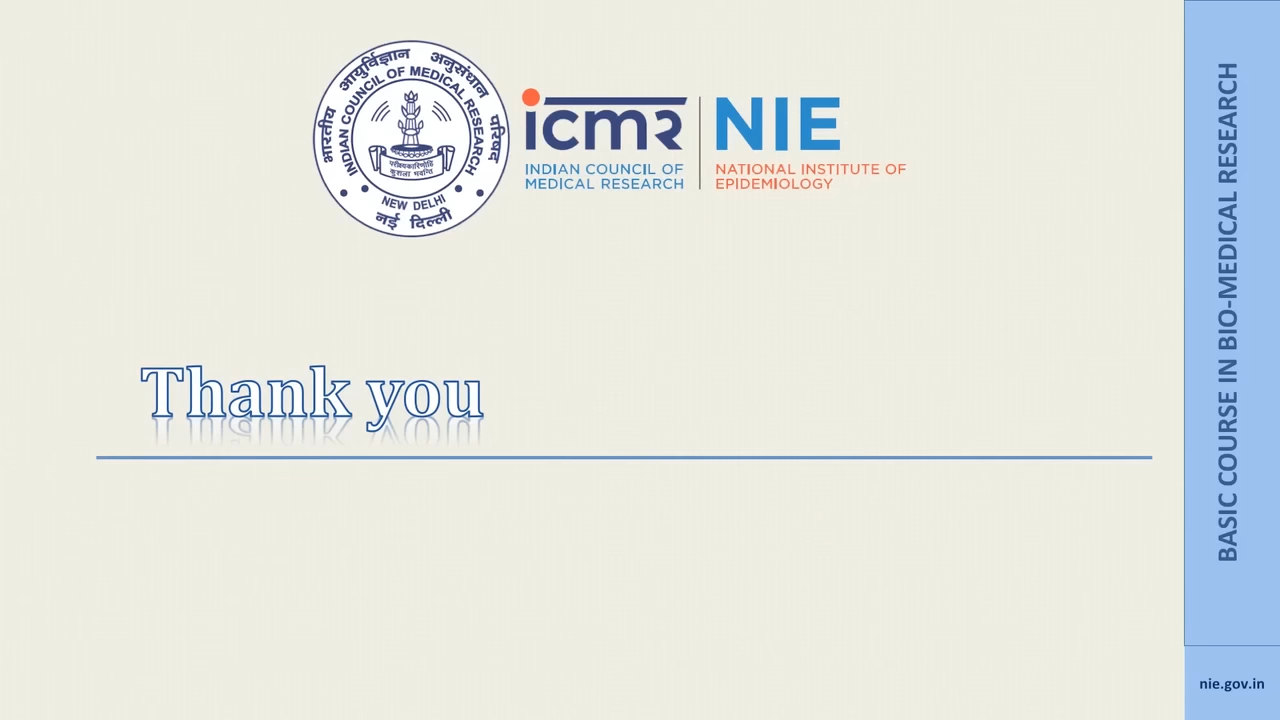 भारतीय आयुर्विज्ञान अनुसंधान परिषद
INDIAN COUNCIL OF MEDICAL RESEARCH
NEW DELHI
नई दिल्ली
icmr
INDIAN COUNCIL OF
MEDICAL RESEARCH
NIE
NATIONAL INSTITUTE OF
EPIDEMIOLOGY
Thank you
BASIC COURSE IN BIO-MEDICAL RESEARCH
nie.gov.in